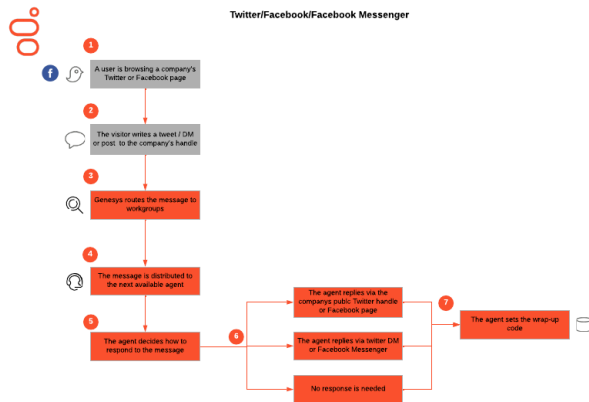 Twitter/Facebook/Facebook Messenger
1
A user is browsing a company's
Twitter or Facebook page
f
2
The visitor writes a tweet / DM
or post to the company's handle
3
Genesys routes the message to
workgroups
4
The message is distributed to
the next available agent
5
The agent decides how to
respond to the message
6
The agent replies via the
companys publc Twitter handle
or Facebook page
The agent replies via twitter DM
or Facebook Messenger
No response is needed
7
The agent sets the wrap-up
code